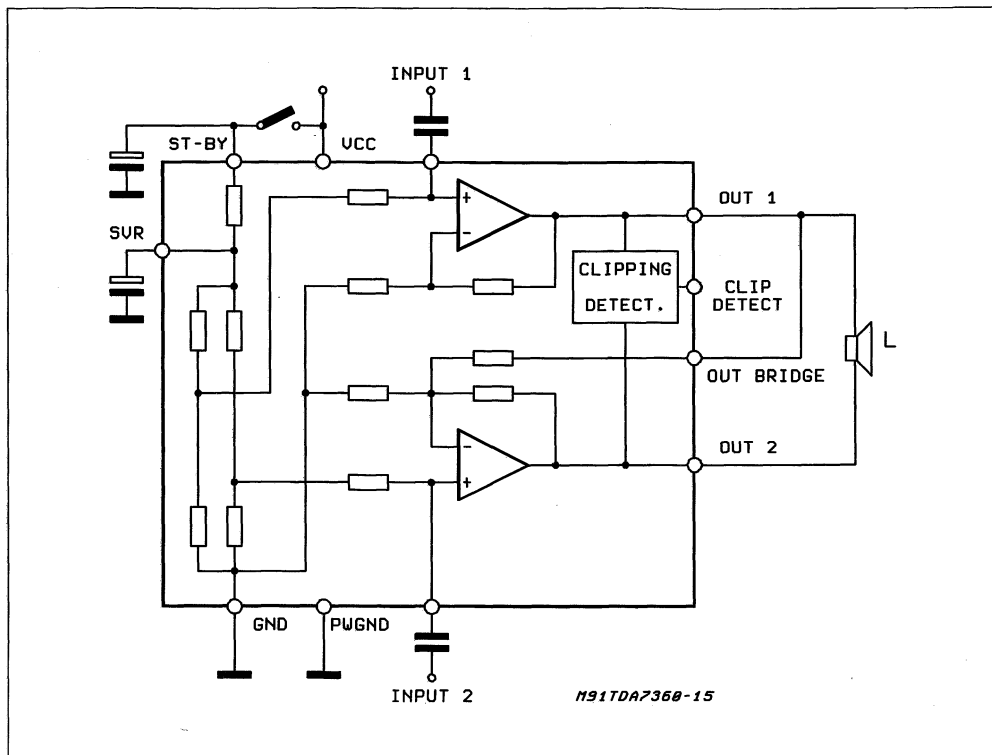 INPUT 1
ST-BY
VCC
SVR
+
-
OUT 1
CLIPPING
DETECT.
CLIP
DETECT
OUT BRIDGE
L
-
+
OUT 2
GND
PWGND
INPUT 2
M91TDA7360-15